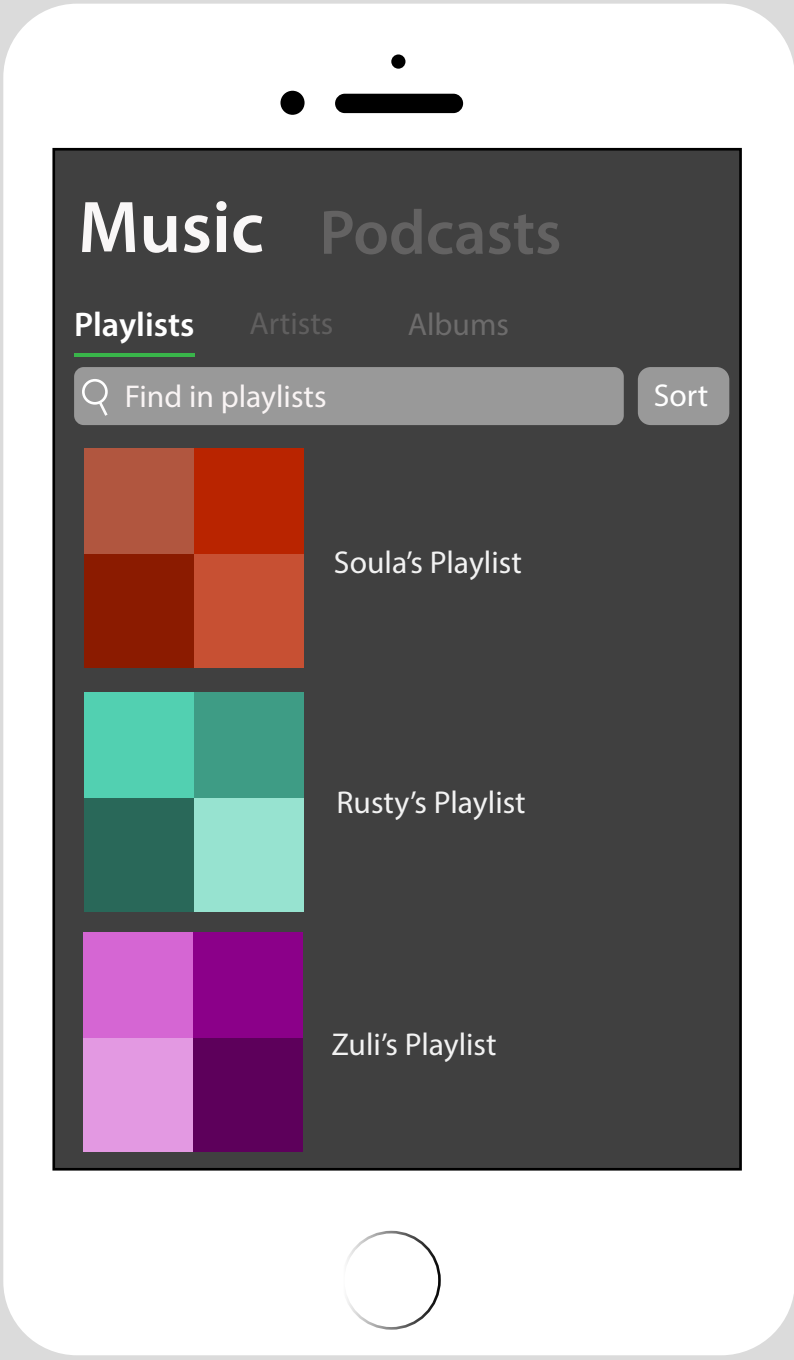 Music Podcasts
Playlists Artists Albums
Find in playlists Sort
Soula’s Playlist
Rusty’s Playlist
Zuli’s Playlist